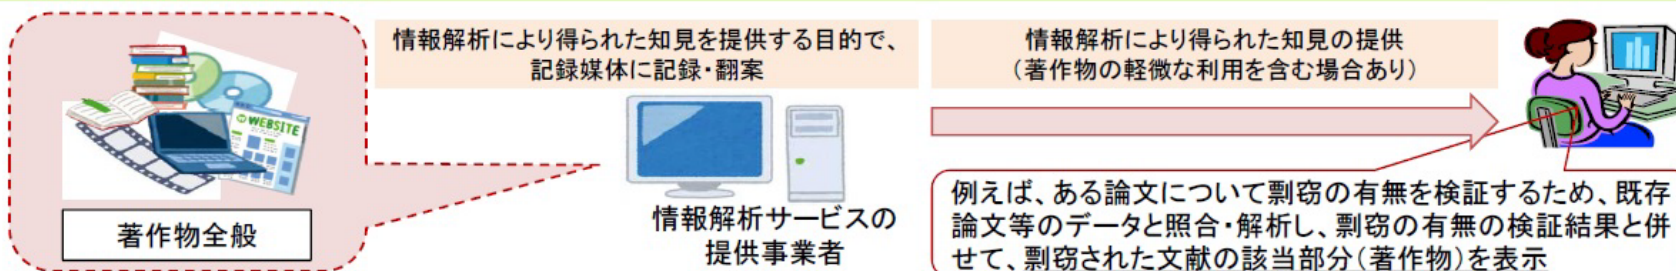 情報解析により得られた知見を提供する目的で、
記録媒体に記録・翻案
情報解析により得られた知見の提供
(著作物の軽微な利用を含む場合あり)
WEBSITE
著作物全般
情報解析サービスの
提供事業者
例えば、ある論文について剽窃の有無を検証するため、既存
論文等のデータと照合・解析し、剽窃の有無の検証結果と併
せて、剽窃された文献の該当部分(著作物)を表示